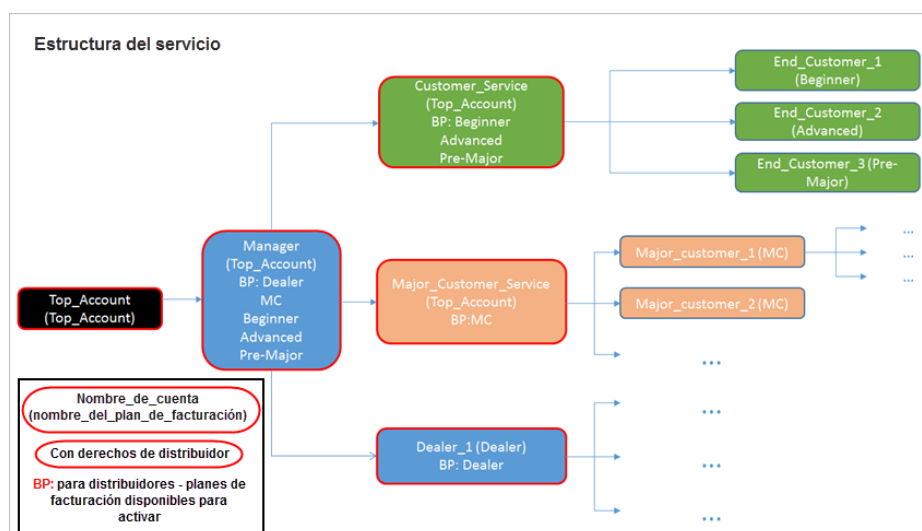 Estructura del servicio
Customer_Service
(Top_Account)
BP: Beginner
Advanced
Pre-Major
End_Customer_1
(Beginner)
End_Customer_2
(Advanced)
End_Customer_3 (Pre-
Major)
Manager
(Top_Account)
BP: Dealer
MC
Beginner
Advanced
Pre-Major
Top_Account
(Top_Account)
Major_Customer_Service
(Top_Account)
BP:MC
Major_customer_1 (MC)
...
...
...
Major_customer_2 (MC)
...
Dealer_1 (Dealer)
BP: Dealer
...
...
...
Nombre_de_cuenta
(nombre_del_plan_de_facturación)
Con derechos de distribuidor
BP: para distribuidores - planes de
facturación disponibles para
activar